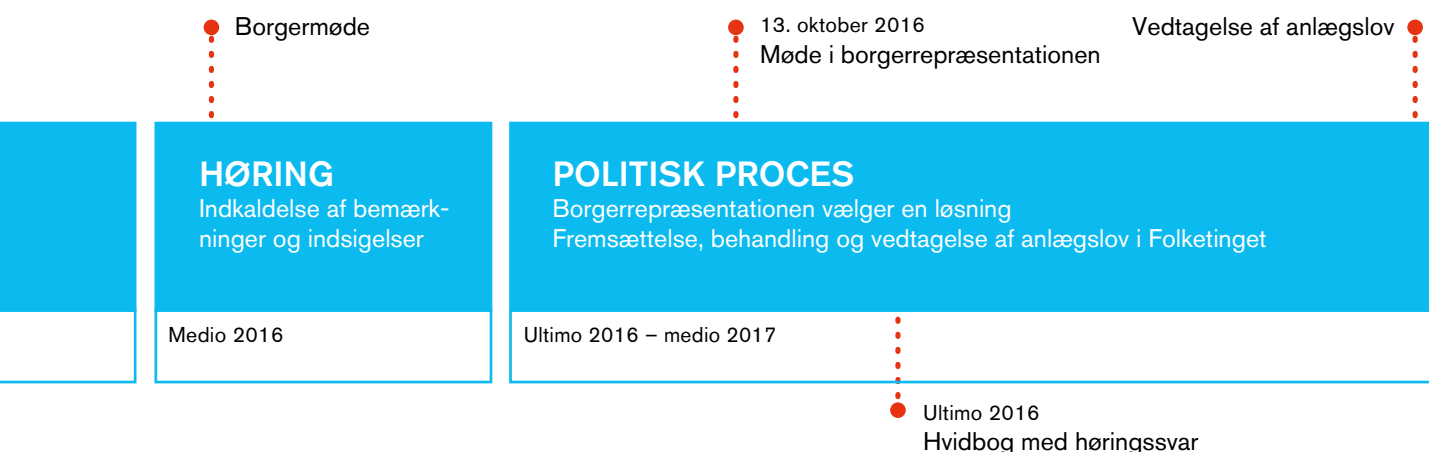 Borgermøde
13. oktober 2016
Møde i borgerrepræsentationen
Vedtagelse af anlægslov
HØRING
Indkaldelse af bemærk-
ninger og indsigelser
POLITISK PROCES
Borgerrepræsentationen vælger en løsning
Fremsættelse, behandling og vedtagelse af anlægslov i Folketinget
Medio 2016
Ultimo 2016 – medio 2017
Ultimo 2016
Hvidbog med høringssvar